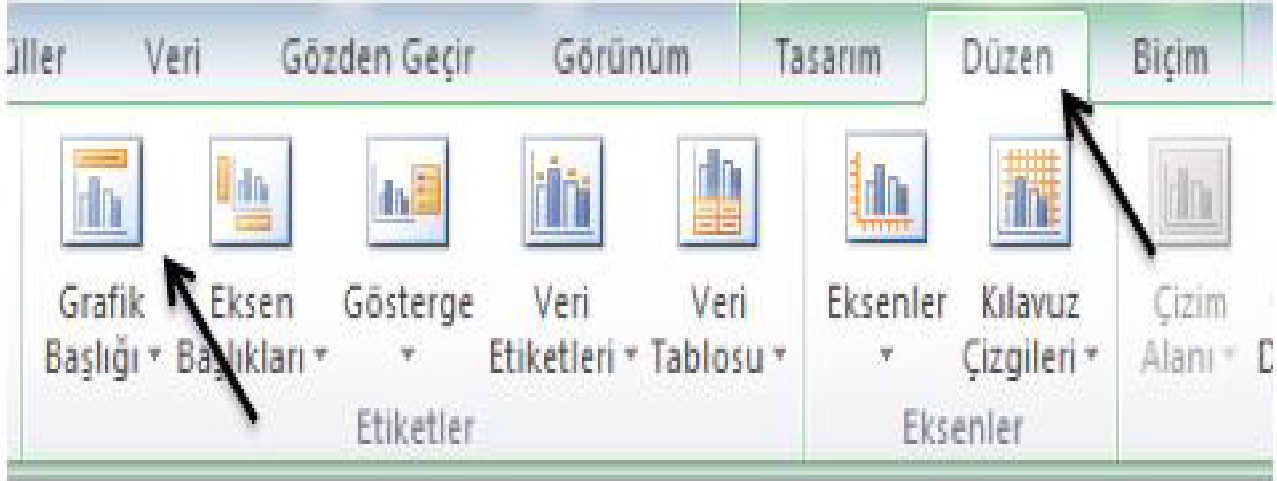 üller Veri Gözden Geçir Görünüm Tasarım Düzen Biçim
Grafik Eksen Gösterge Veri Veri Eksenler Kılavuz Çizim
Başlığı Başlıkları Etiketleri Tablosu Çizgileri Alanı D
Etiketler Eksenler